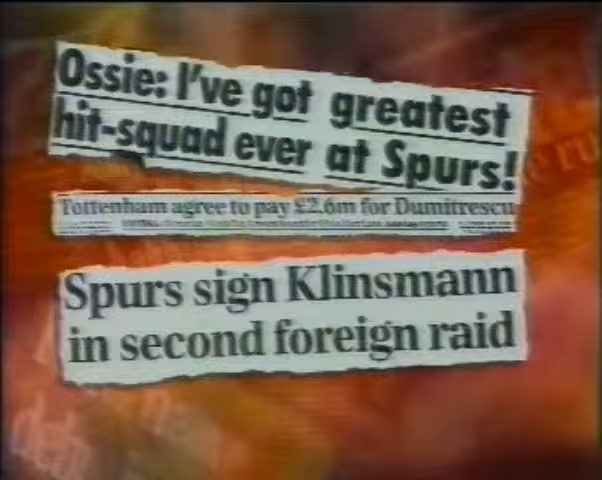 Ossie: I've got greatest
hit-squad ever at Spurs!
Tottenham agree to pay £2.6m for Dumitrescu
Spurs sign Klinsmann
in second foreign raid